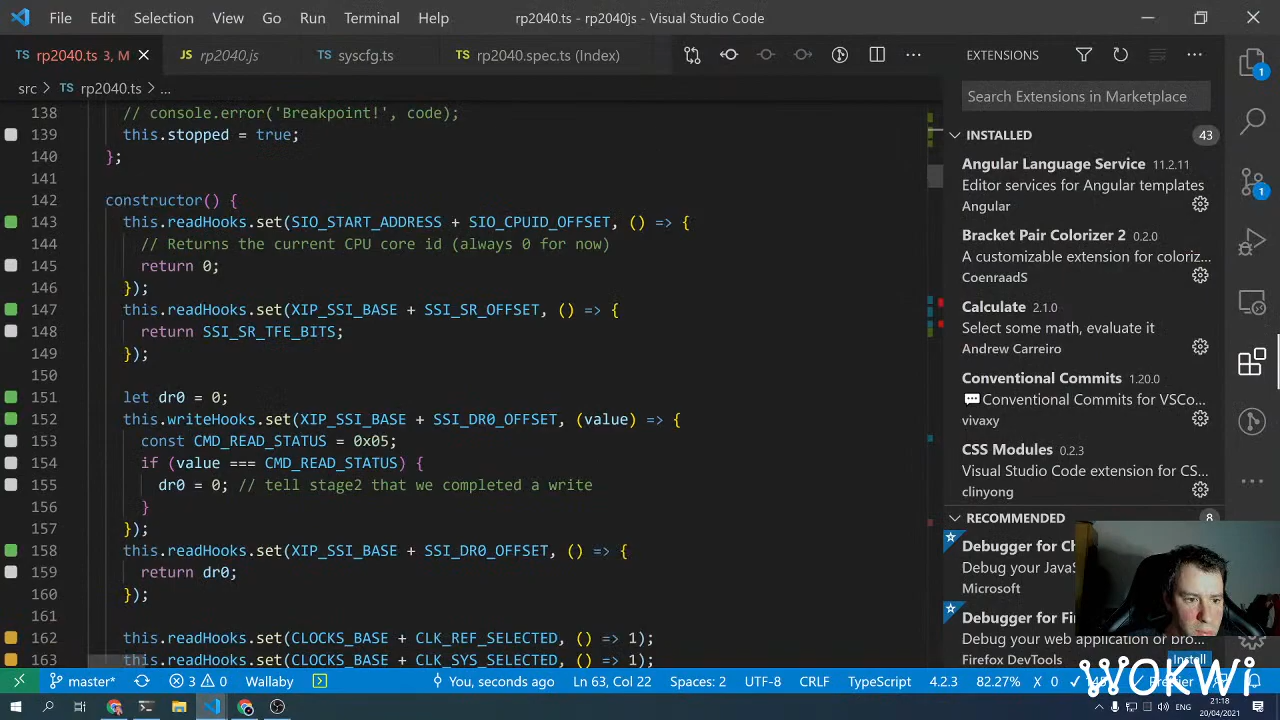 File Edit Selection View Go Run Terminal Help rp2040.ts - rp2040js - Visual Studio Code
TS rp2040.ts 3, M JS rp2040.js TS syscfg.ts TS rp2040.spec.ts (Index) EXTENSIONS
src > TS rp2040.ts > ...
Search Extensions in Marketplace
138 // console.error('Breakpoint!', code);
139 this.stopped = true;
140 };
141
142 constructor() {
143 this.readHooks.set(SIO_START_ADDRESS + SIO_CPUID_OFFSET, () => {
144 // Returns the current CPU core id (always 0 for now)
145 return 0;
146 });
147 this.readHooks.set(XIP_SSI_BASE + SSI_SR_OFFSET, () => {
148 return SSI_SR_TFE_BITS;
149 });
150
151 let dr0 = 0;
152 this.writeHooks.set(XIP_SSI_BASE + SSI_DR0_OFFSET, (value) => {
153 const CMD_READ_STATUS = 0x05;
154 if (value === CMD_READ_STATUS) {
155 dr0 = 0; // tell stage2 that we completed a write
156 }
157 });
158 this.readHooks.set(XIP_SSI_BASE + SSI_DR0_OFFSET, () => {
159 return dr0;
160 });
161
162 this.readHooks.set(CLOCKS_BASE + CLK_REF_SELECTED, () => 1);
163 this.readHooks.set(CLOCKS_BASE + CLK_SYS_SELECTED, () => 1);
INSTALLED 43
Angular Language Service 11.2.11
Editor services for Angular templates
Angular
Bracket Pair Colorizer 2 0.2.0
A customizable extension for coloriz...
CoenraadS
Calculate 2.1.0
Select some math, evaluate it
Andrew Carreiro
Conventional Commits 1.20.0
Conventional Commits for VSCo...
vivaxy
CSS Modules 0.2.3
Visual Studio Code extension for CS...
clinyong
RECOMMENDED 8
Debugger for Ch
Debug your JavaS
Microsoft
Debugger for Fir
Debug your web application or bro...
Firefox DevTools Install
1
1
1
master* 3 0 Wallaby You, seconds ago Ln 63, Col 22 Spaces: 2 UTF-8 CRLF TypeScript 4.2.3 82.27% X 0 Prettier
WOKWi
ENG 21:18
20/04/2021